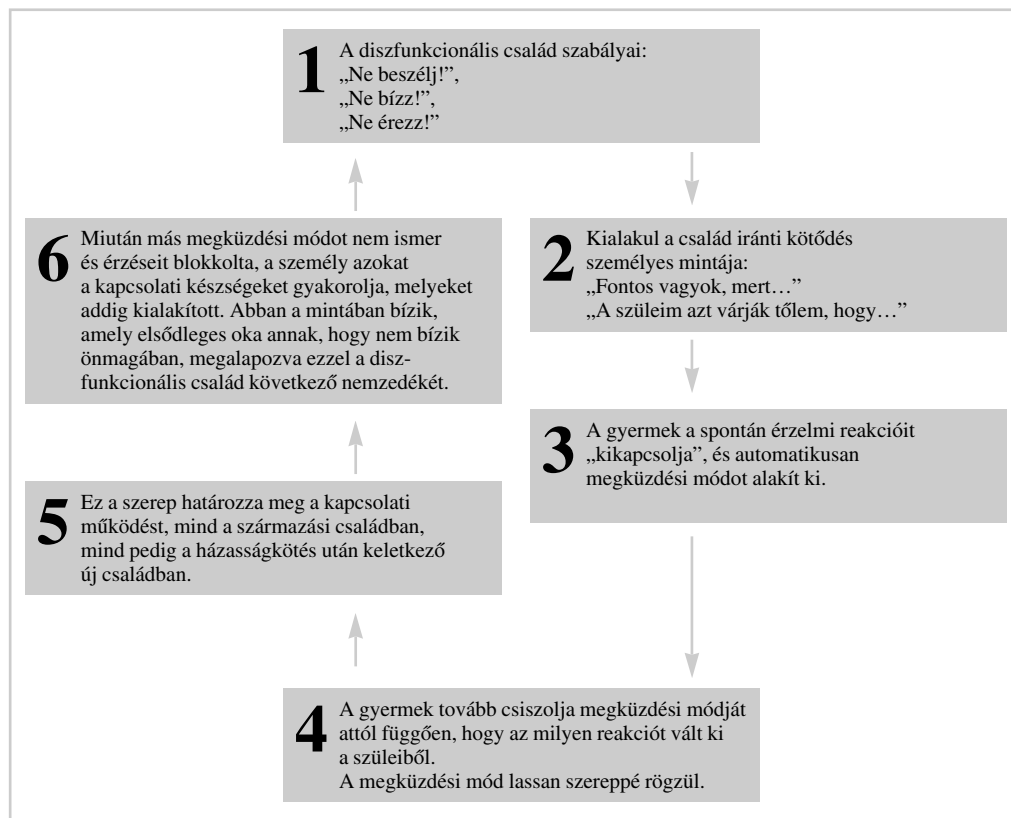 1
A diszfunkcionális család szabályai:
„Ne beszélj!”,
„Ne bízz!”,
„Ne érezz!”
2
Kialakul a család iránti kötődés
személyes mintája:
„Fontos vagyok, mert…”
„A szüleim azt várják tőlem, hogy…”
3
A gyermek a spontán érzelmi reakcióit
„kikapcsolja”, és automatikusan
megküzdési módot alakít ki.
4
A gyermek tovább csiszolja megküzdési módját
attól függően, hogy az milyen reakciót vált ki
a szüleiből.
A megküzdési mód lassan szereppé rögzül.
5
Ez a szerep határozza meg a kapcsolati
működést, mind a származási családban,
mind pedig a házasságkötés után keletkező
új családban.
6
Miután más megküzdési módot nem ismer
és érzéseit blokkolta, a személy azokat
a kapcsolati készségeket gyakorolja, melyeket
addig kialakított. Abban a mintában bízik,
amely elsődleges oka annak, hogy nem bízik
önmagában, megalapozva ezzel a disz-
funkcionális család következő nemzedékét.